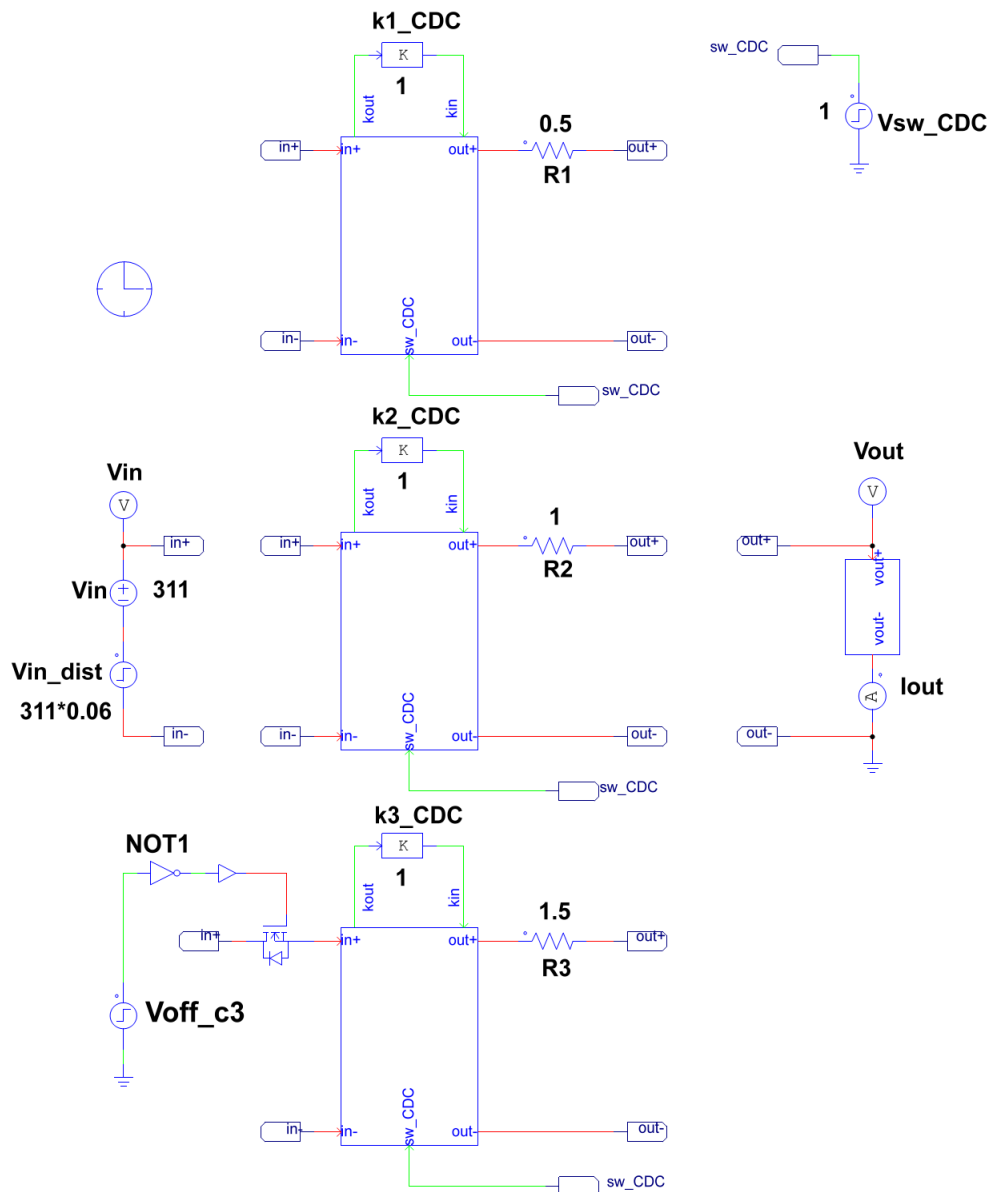 k1_CDC
K
1
kout
kin
sw_CDC
1
Vsw_CDC
0.5
R1
in+
in+
out+
out+
in-
in-
sw_CDC
out-
out-
sw_CDC
k2_CDC
K
1
kout
kin
Vin
V
in+
Vin
311
Vin_dist
311*0.06
in-
1
R2
in+
in+
out+
out+
in-
in-
sw_CDC
out-
out-
sw_CDC
Vout
V
out+
vout+
vout-
A
Iout
out-
k3_CDC
K
1
kout
kin
NOT1
1.5
R3
in+
in+
out+
out+
Voff_c3
in-
in-
sw_CDC
out-
out-
sw_CDC